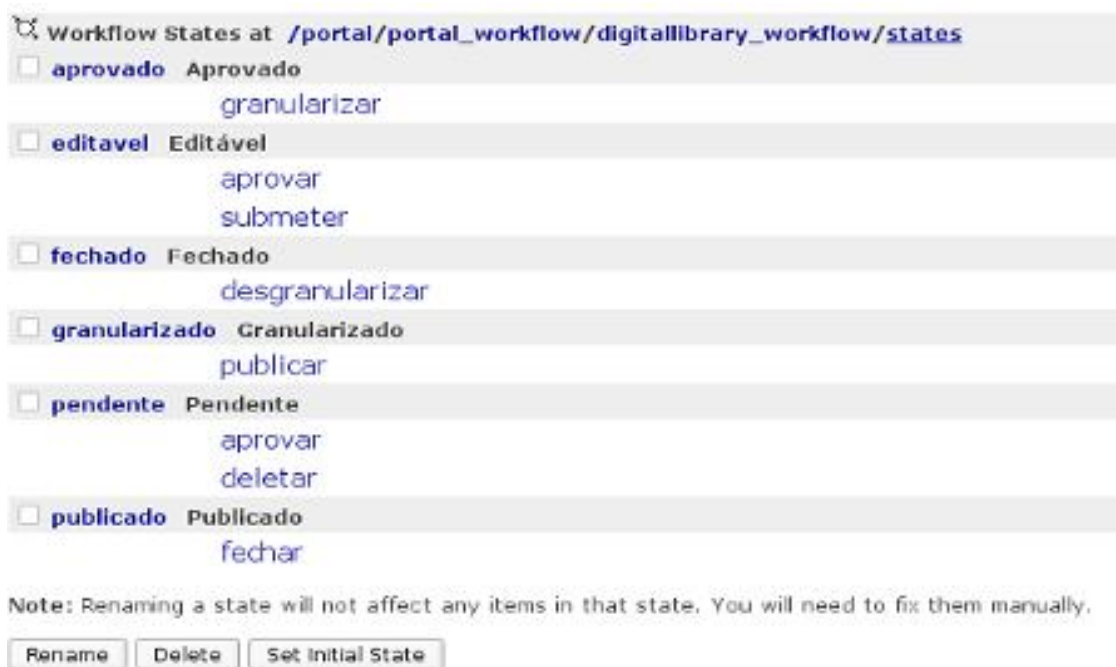 Workflow States at /portal/portal_workflow/digitallibrary_workflow/states
aprovado Aprovado
granularizar
editavel Editável
aprovar
submeter
fechado Fechado
desgranularizar
granularizado Granularizado
publicar
pendente Pendente
aprovar
deletar
publicado Publicado
fechar
Note: Renaming a state will not affect any items in that state. You will need to fix them manually.
Rename Delete Set Initial State